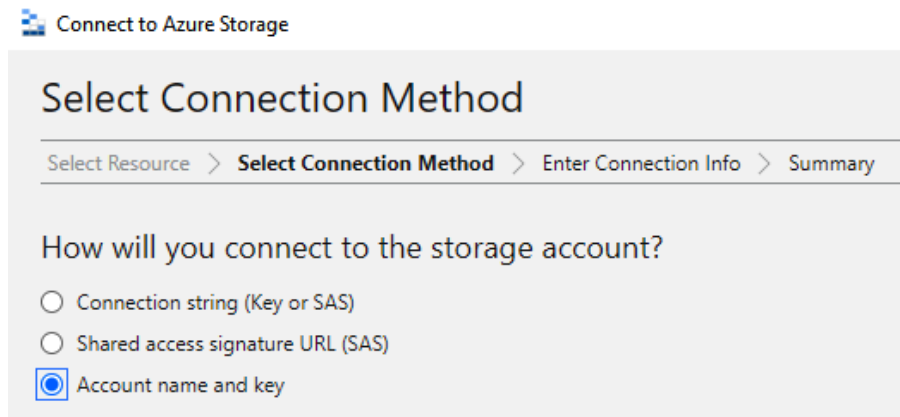 Connect to Azure Storage
Select Connection Method
Select Resource > Select Connection Method > Enter Connection Info > Summary
How will you connect to the storage account?
Connection string (Key or SAS)
Shared access signature URL (SAS)
Account name and key